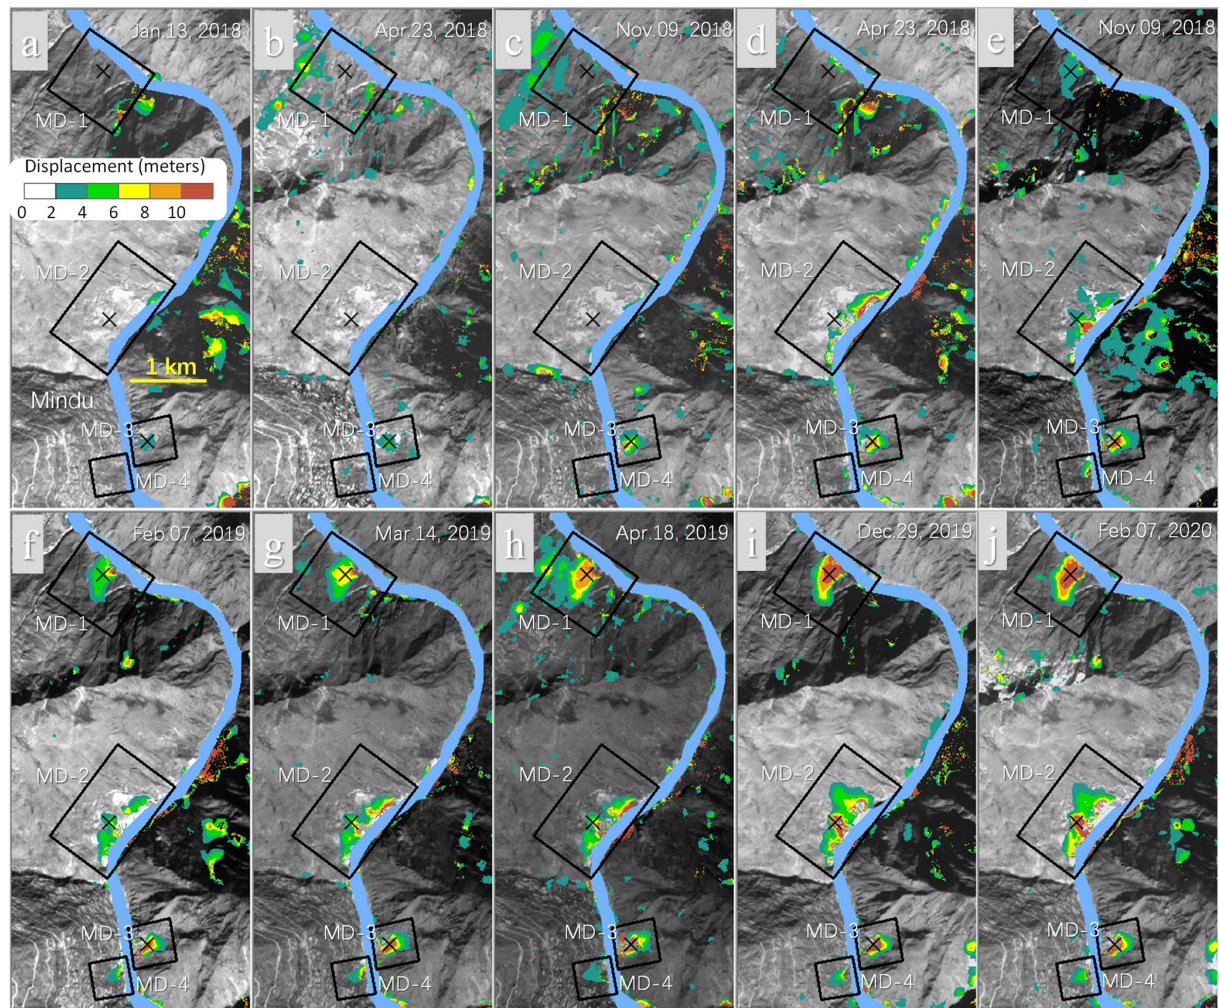 a
Jan.13, 2018
MD-1
Displacement (meters)
0 2 4 6 8 10
MD-2
1 km
Mindu
MD-3
MD-4
b
Apr.23, 2018
MD-1
MD-2
MD-3
MD-4
c
Nov.09, 2018
MD-1
MD-2
MD-3
MD-4
d
Apr.23, 2018
MD-1
MD-2
MD-3
MD-4
e
Nov.09, 2018
MD-1
MD-2
MD-3
MD-4
f
Feb.07, 2019
MD-1
MD-2
MD-3
MD-4
g
Mar.14, 2019
MD-1
MD-2
MD-3
MD-4
h
Apr.18, 2019
MD-1
MD-2
MD-3
MD-4
i
Dec.29, 2019
MD-1
MD-2
MD-3
MD-4
j
Feb.07, 2020
MD-1
MD-2
MD-3
MD-4